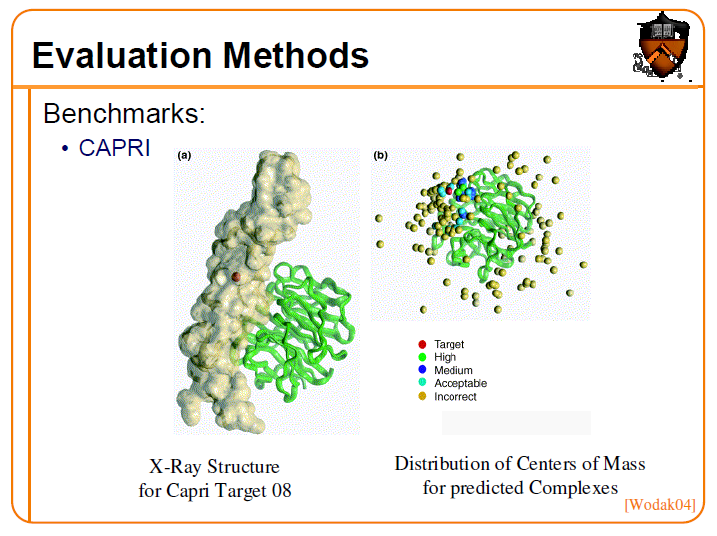 Evaluation Methods
Benchmarks:
• CAPRI
(a)
(b)
Target
High
Medium
Acceptable
Incorrect
X-Ray Structure
for Capri Target 08
Distribution of Centers of Mass
for predicted Complexes
[Wodak04]